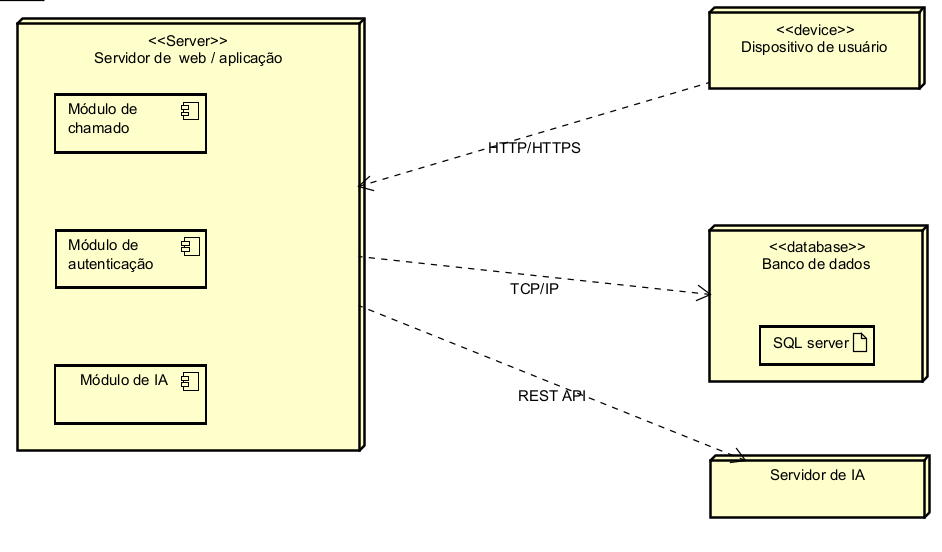 <<Server>>
Servidor de web / aplicação
Módulo de
chamado
Módulo de
autenticação
Módulo de IA
<<device>>
Dispositivo de usuário
HTTP/HTTPS
TCP/IP
REST API
<<database>>
Banco de dados
SQL server
Servidor de IA